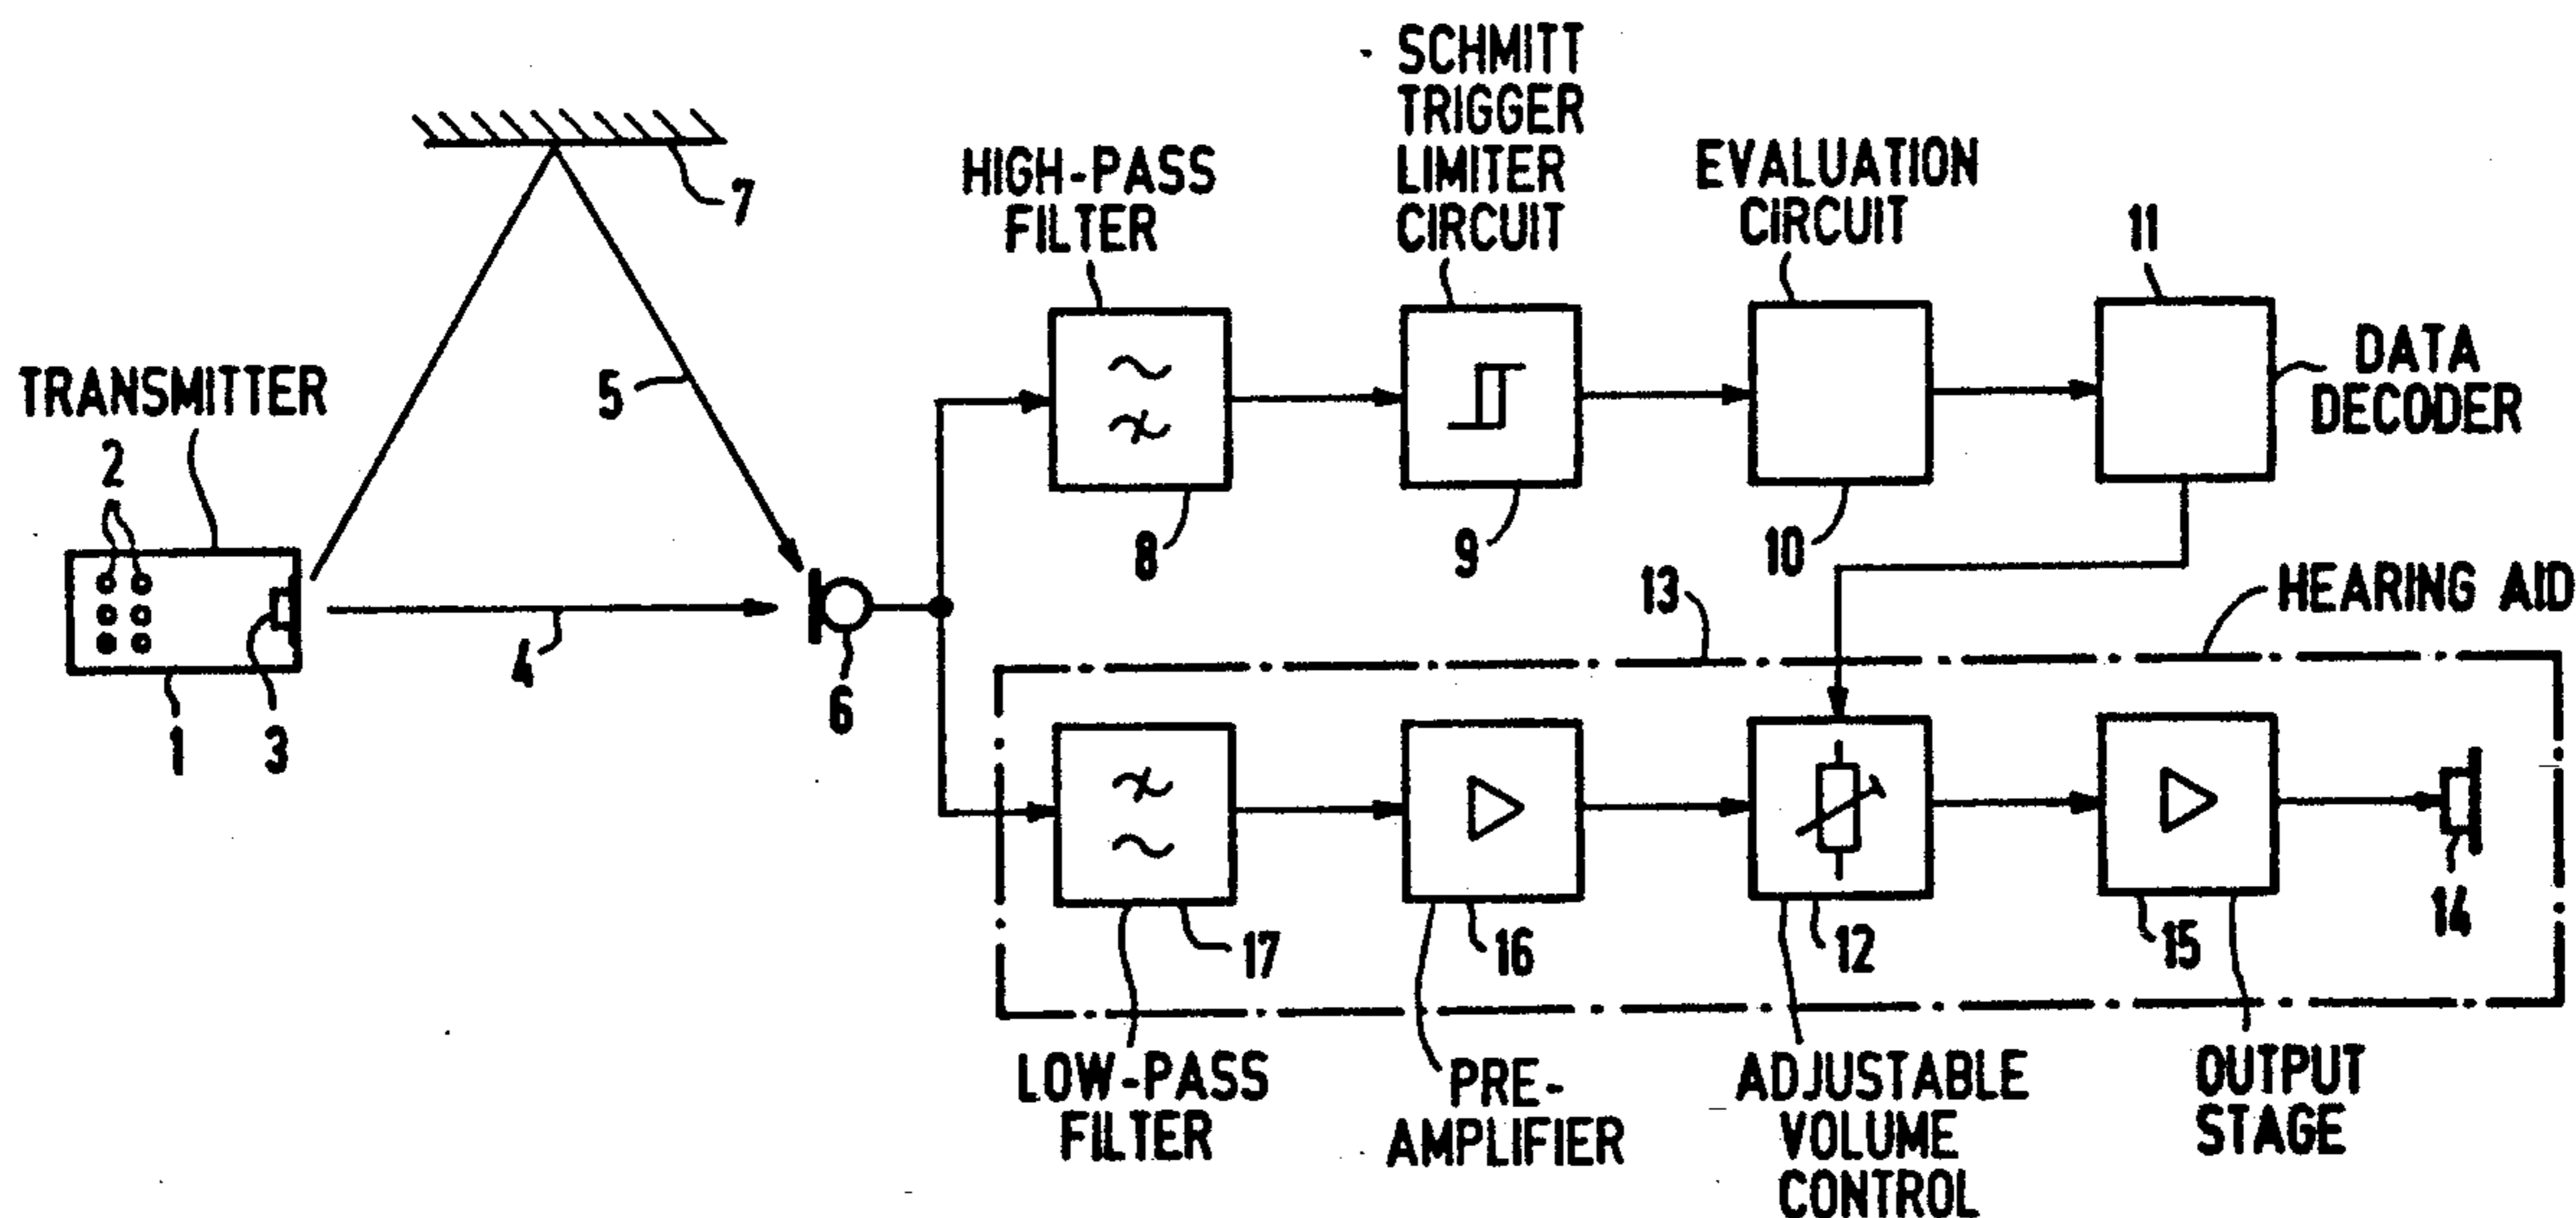 SCHMITT
TRIGGER
LIMITER
CIRCUIT
HIGH-PASS
FILTER
EVALUATION
CIRCUIT
11
7
DATA
DECODER
TRANSMITTER
5
2
8
9
10
HEARING AID
13
4
6
1
3
17
16
12
15
14
LOW-PASS
FILTER
PRE-
AMPLIFIER
ADJUSTABLE
VOLUME
CONTROL
OUTPUT
STAGE